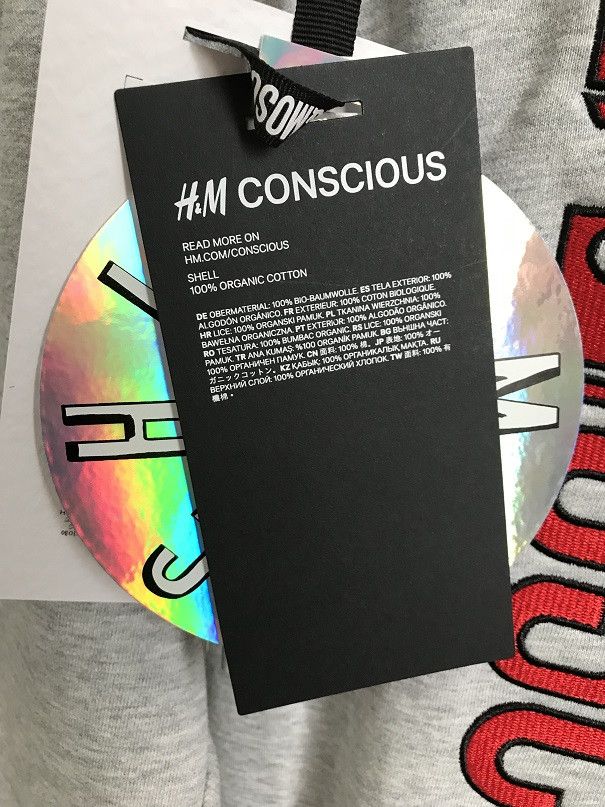 MOSC
H&M CONSCIOUS
READ MORE ON
HM.COM/CONSCIOUS
SHELL
100% ORGANIC COTTON
DE OBERMATERIAL: 100% BIO-BAUMWOLLE. ES TELA EXTERIOR: 100%
ALGODÓN ORGÁNICO. FR EXTERIEUR: 100% COTON BIOLOGIQUE.
HR LICE: 100% ORGANSKI PAMUK. PL TKANINA WIERZCHNIA: 100%
BAWEŁNA ORGANICZNA. PT EXTERIOR: 100% ALGODÃO ORGÂNICO.
RO TESATURA: 100% BUMBAC ORGANIC. RS LICE: 100% ORGANSKI
PAMUK. TR ANA KUMAŞ: %100 ORGANİK PAMUK. BG ВЪНШНА ЧАСТ:
100% ОРГАНИЧЕН ПАМУК. CN 面料: 100% 棉。JP 表地: 100% オー
ガニックコットン。KZ ҚАБЫҚ: 100% ОРГАНИКАЛЫҚ МАҚТА. RU
ВЕРХНИЙ СЛОЙ: 100% ОРГАНИЧЕСКИЙ ХЛОПОК. TW 面料: 100% 有
機棉。
H
M
S